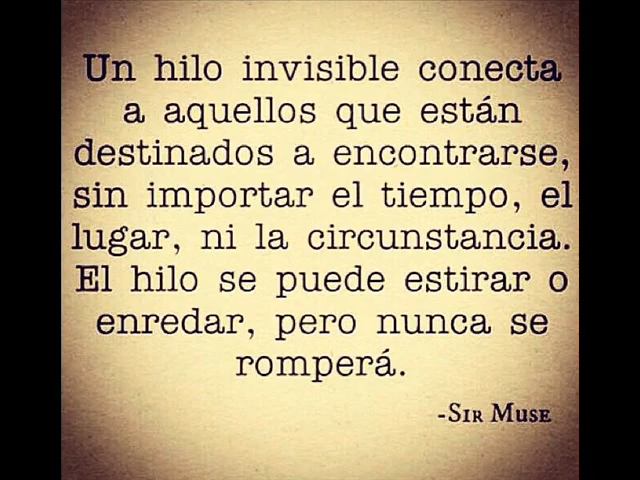 Un hilo invisible conecta
a aquellos que están
destinados a encontrarse,
sin importar el tiempo, el
lugar, ni la circunstancia.
El hilo se puede estirar o
enredar, pero nunca se
romperá.
-Sir Muse